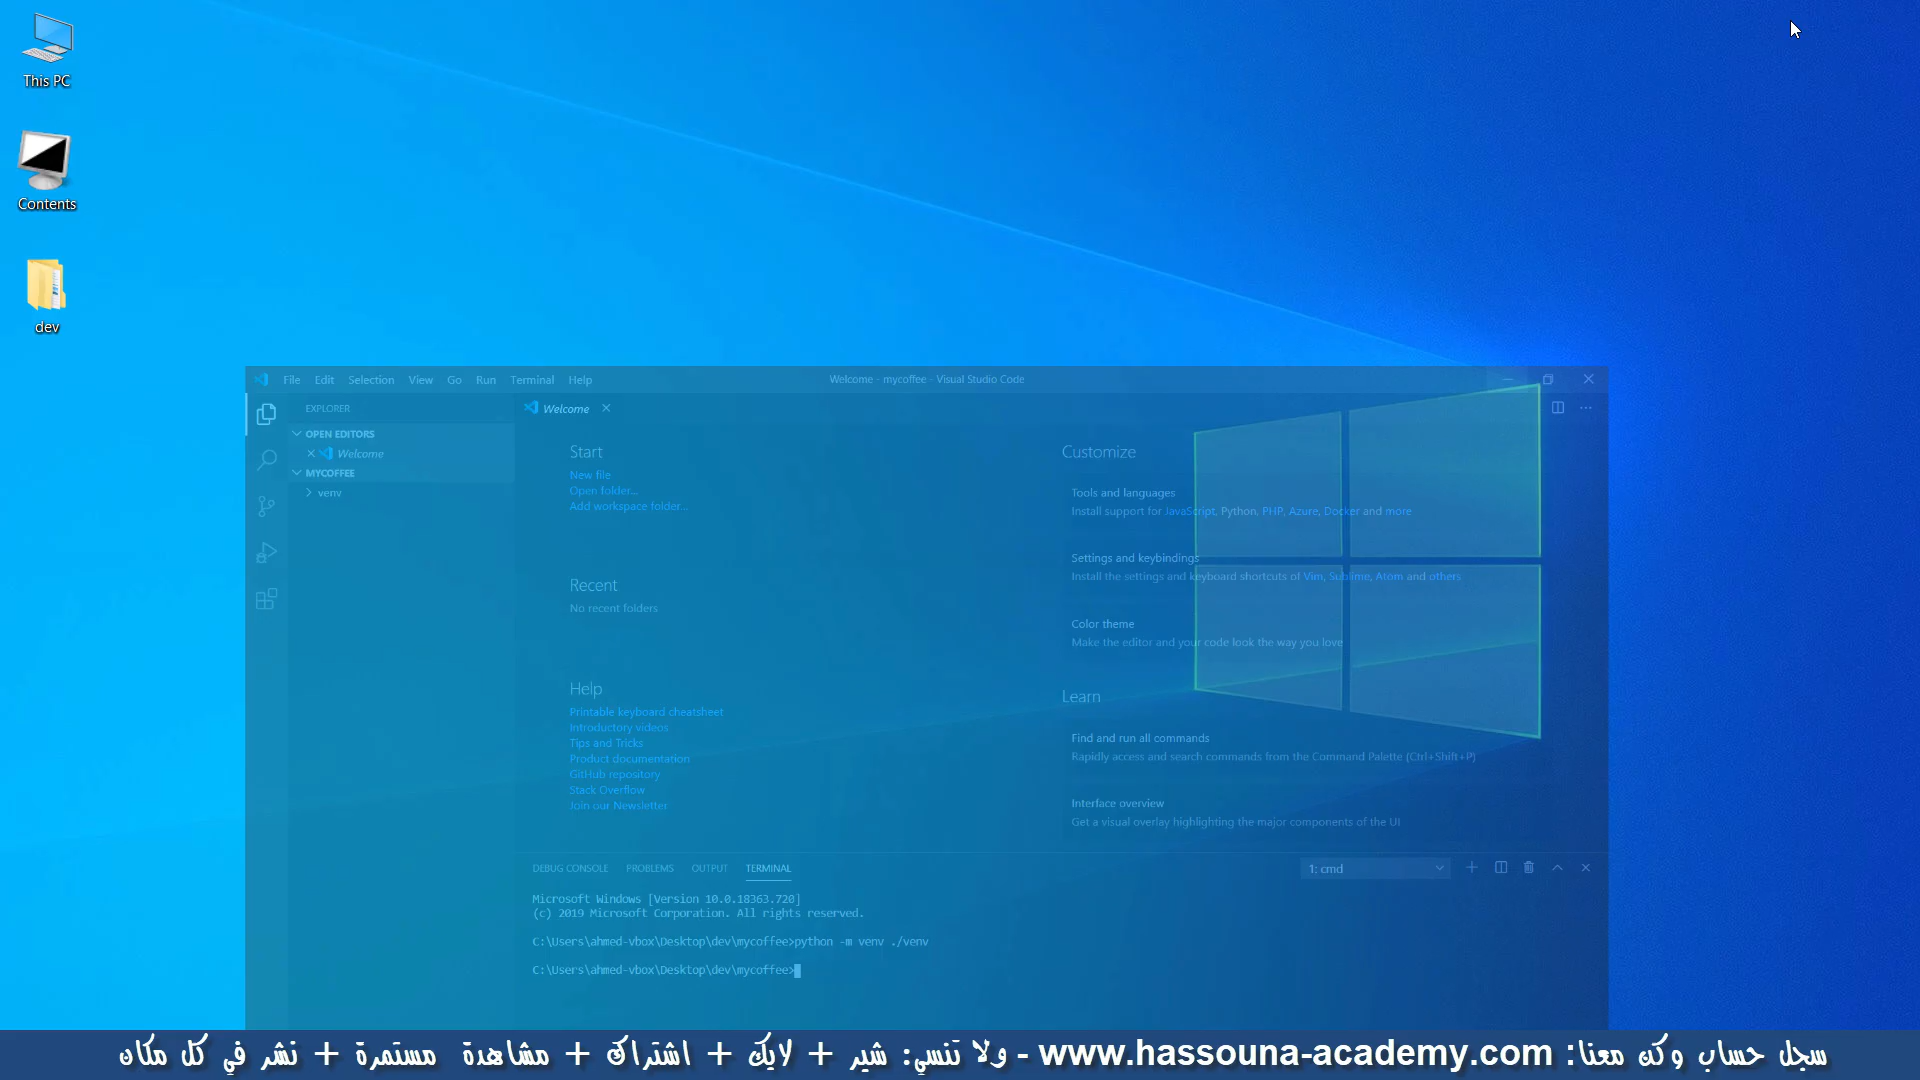 This PC
Contents
dev
File Edit Selection View Go Run Terminal Help
Welcome - mycoffee - Visual Studio Code
EXPLORER
OPEN EDITORS
Welcome
MYCOFFEE
venv
Welcome
Start
New file
Open folder...
Add workspace folder...
Recent
No recent folders
Help
Printable keyboard cheatsheet
Introductory videos
Tips and Tricks
Product documentation
GitHub repository
Stack Overflow
Join our Newsletter
Customize
Tools and languages
Install support for JavaScript, Python, PHP, Azure, Docker and more
Settings and keybindings
Install the settings and keyboard shortcuts of Vim, Sublime, Atom and others
Color theme
Make the editor and your code look the way you love
Learn
Find and run all commands
Rapidly access and search commands from the Command Palette (Ctrl+Shift+P)
Interface overview
Get a visual overlay highlighting the major components of the UI
DEBUG CONSOLE PROBLEMS OUTPUT TERMINAL
1: cmd
Microsoft Windows [Version 10.0.18363.720]
(c) 2019 Microsoft Corporation. All rights reserved.
C:\Users\ahmed-vbox\Desktop\dev\mycoffee>python -m venv ./venv
C:\Users\ahmed-vbox\Desktop\dev\mycoffee>
سجل حساب وكن معنا: www.hassouna-academy.com - ولا تنسي: شير + لايك + اشتراك + مشاهدة مستمرة + نشر في كل مكان